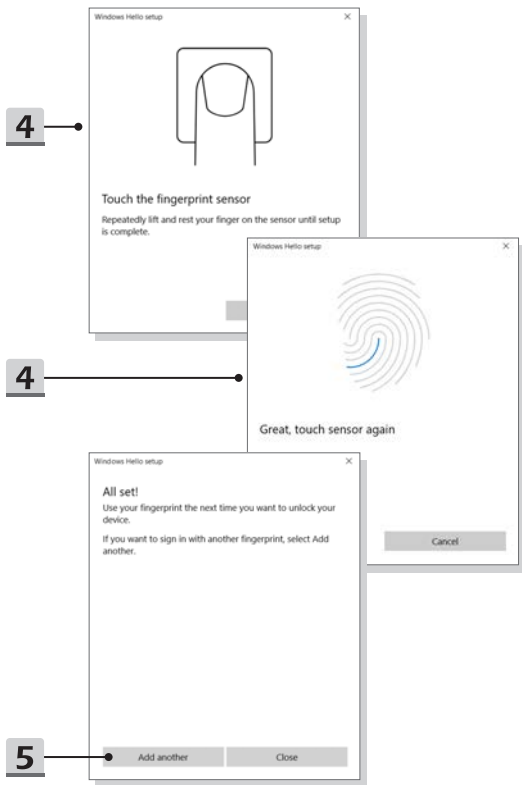 Windows Hello setup
4
Touch the fingerprint sensor
Repeatedly lift and rest your finger on the sensor until setup
is complete.
Windows Hello setup
4
Great, touch sensor again
Cancel
Windows Hello setup
All set!
Use your fingerprint the next time you want to unlock your
device.
If you want to sign in with another fingerprint, select Add
another.
5
Add another
Close